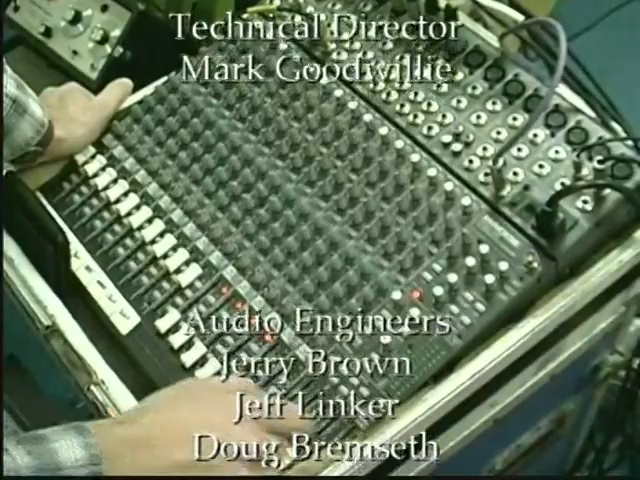 Technical Director
Mark Goodwillie
Audio Engineers
Jerry Brown
Jeff Linker
Doug Bremseth